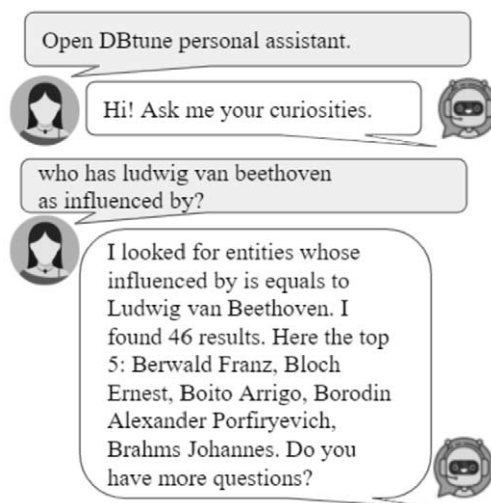 Open DBtune personal assistant.
Hi! Ask me your curiosities.
who has ludwig van beethoven
as influenced by?
I looked for entities whose
influenced by is equals to
Ludwig van Beethoven. I
found 46 results. Here the top
5: Berwald Franz, Bloch
Ernest, Boito Arrigo, Borodin
Alexander Porfiryevich,
Brahms Johannes. Do you
have more questions?